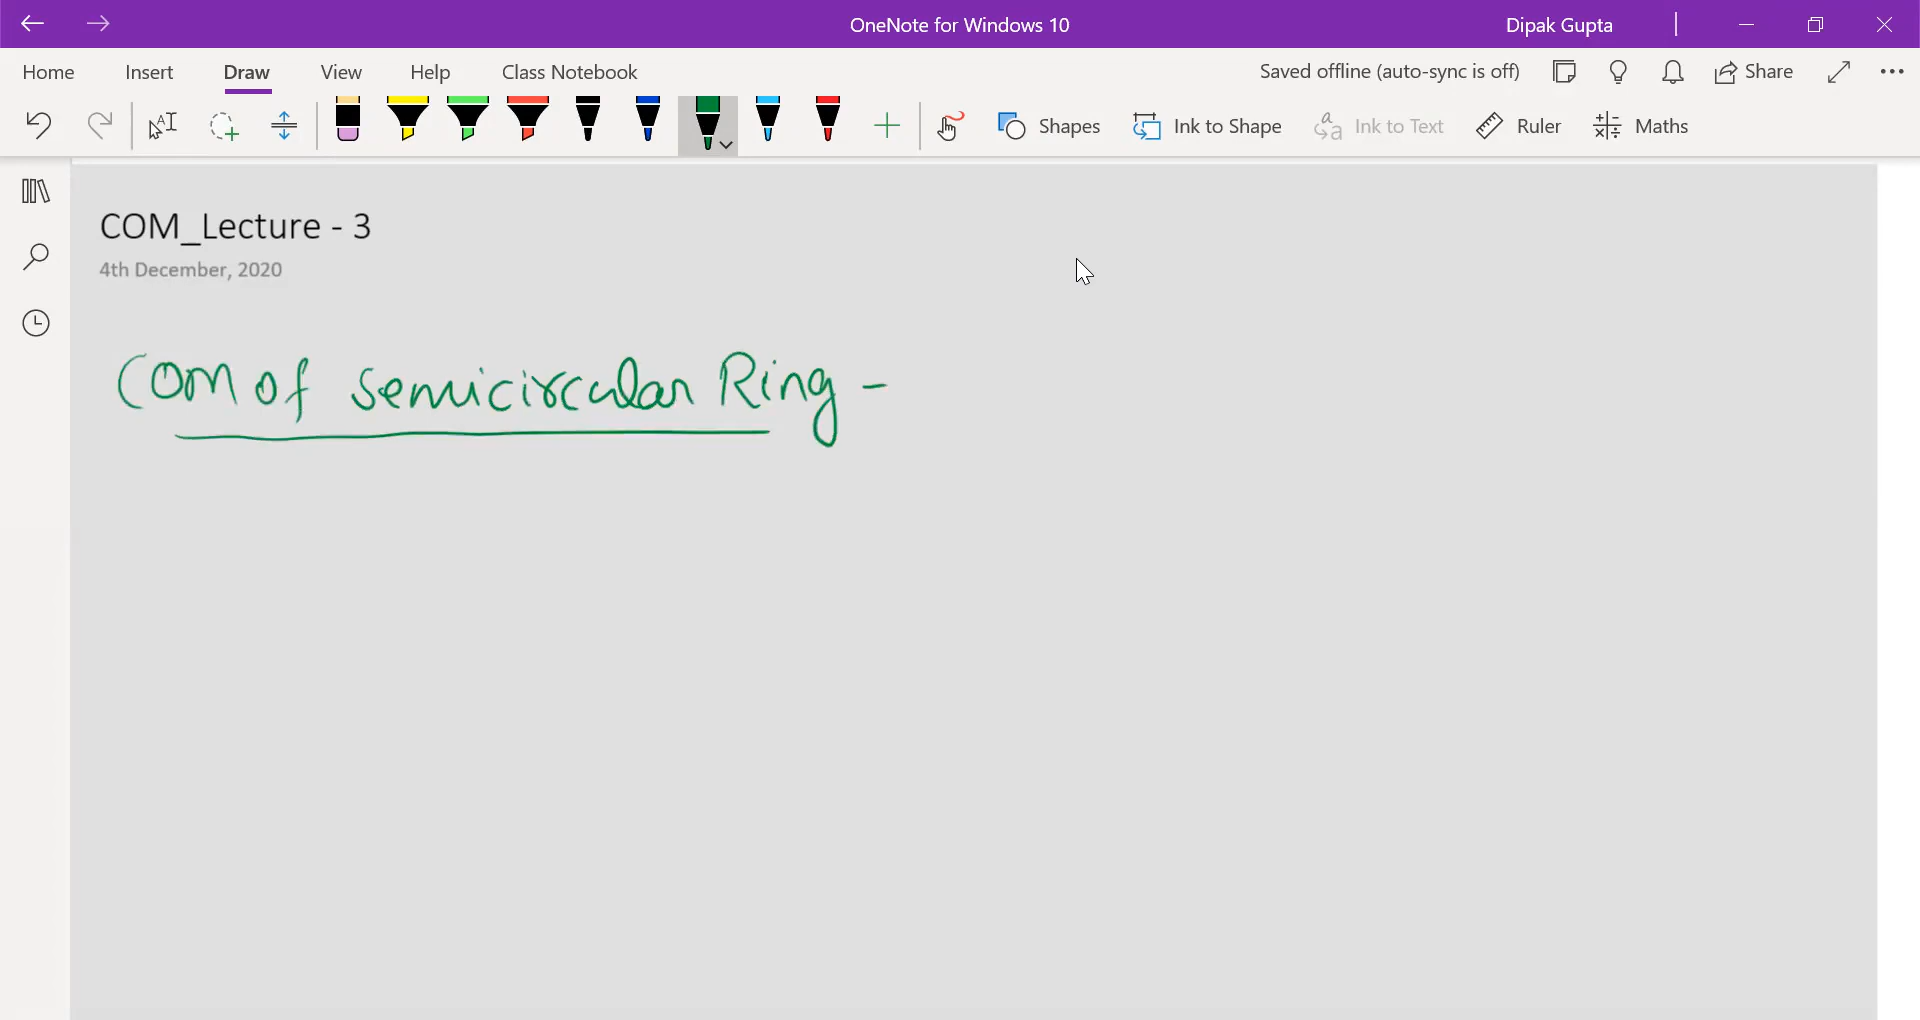 OneNote for Windows 10
Dipak Gupta
Home Insert Draw View Help Class Notebook
Saved offline (auto-sync is off) Share
Shapes Ink to Shape Ink to Text Ruler Maths
COM_Lecture - 3
4th December, 2020
COM of semicircular Ring -